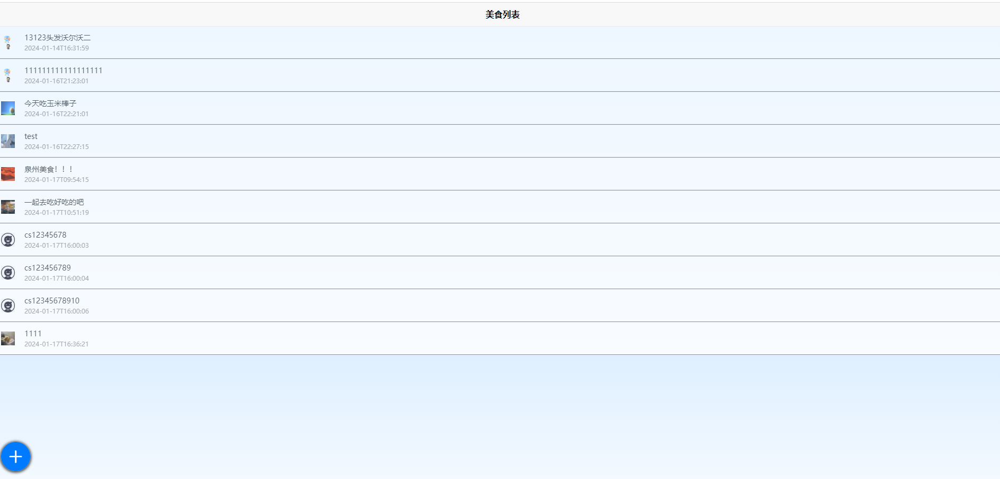 美食列表
13123头发沃尔沃二
2024-01-14T16:31:59
111111111111111111
2024-01-16T21:23:01
今天吃玉米棒子
2024-01-16T22:21:01
test
2024-01-16T22:27:15
泉州美食！！！
2024-01-17T09:54:15
一起去吃好吃的吧
2024-01-17T10:51:19
cs12345678
2024-01-17T16:00:03
cs123456789
2024-01-17T16:00:04
cs12345678910
2024-01-17T16:00:06
1111
2024-01-17T16:36:21